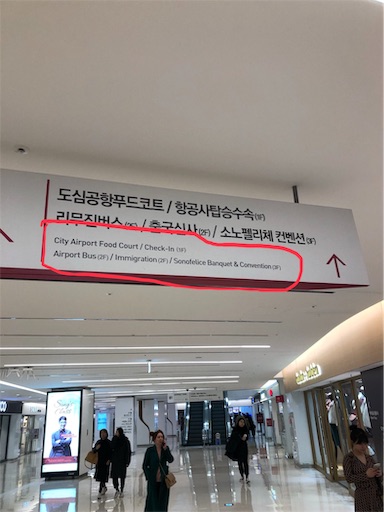 도심공항푸드코트 / 항공사탑승수속(1F)
리무진버스(2F) / 출국심사(2F) / 소노펠리체 컨벤션(3F)
City Airport Food Court / Check-In (1F)
Airport Bus (2F) / Immigration (2F) / Sonofelice Banquet & Convention (3F)